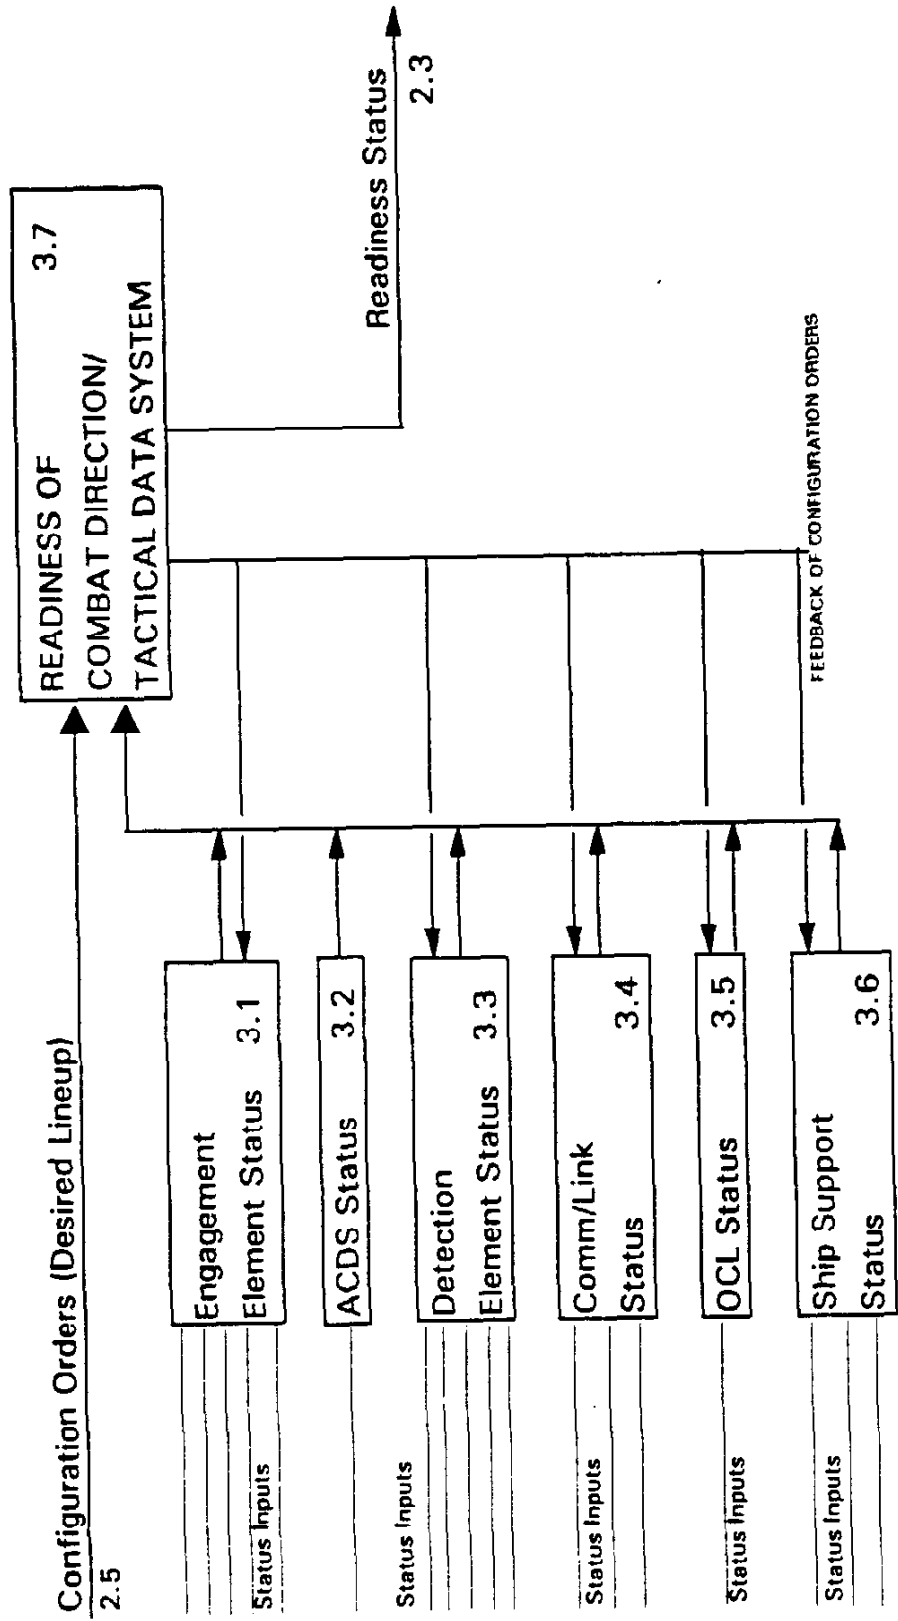 Configuration Orders (Desired Lineup)
2.5
READINESS OF 3.7
COMBAT DIRECTION/
TACTICAL DATA SYSTEM
Readiness Status
2.3
Status Inputs
Engagement
Element Status 3.1
ACDS Status 3.2
Status Inputs
Detection
Element Status 3.3
Status Inputs
Comm/Link
Status 3.4
Status Inputs
OCL Status 3.5
Status Inputs
Ship Support
Status 3.6
FEEDBACK OF CONFIGURATION ORDERS